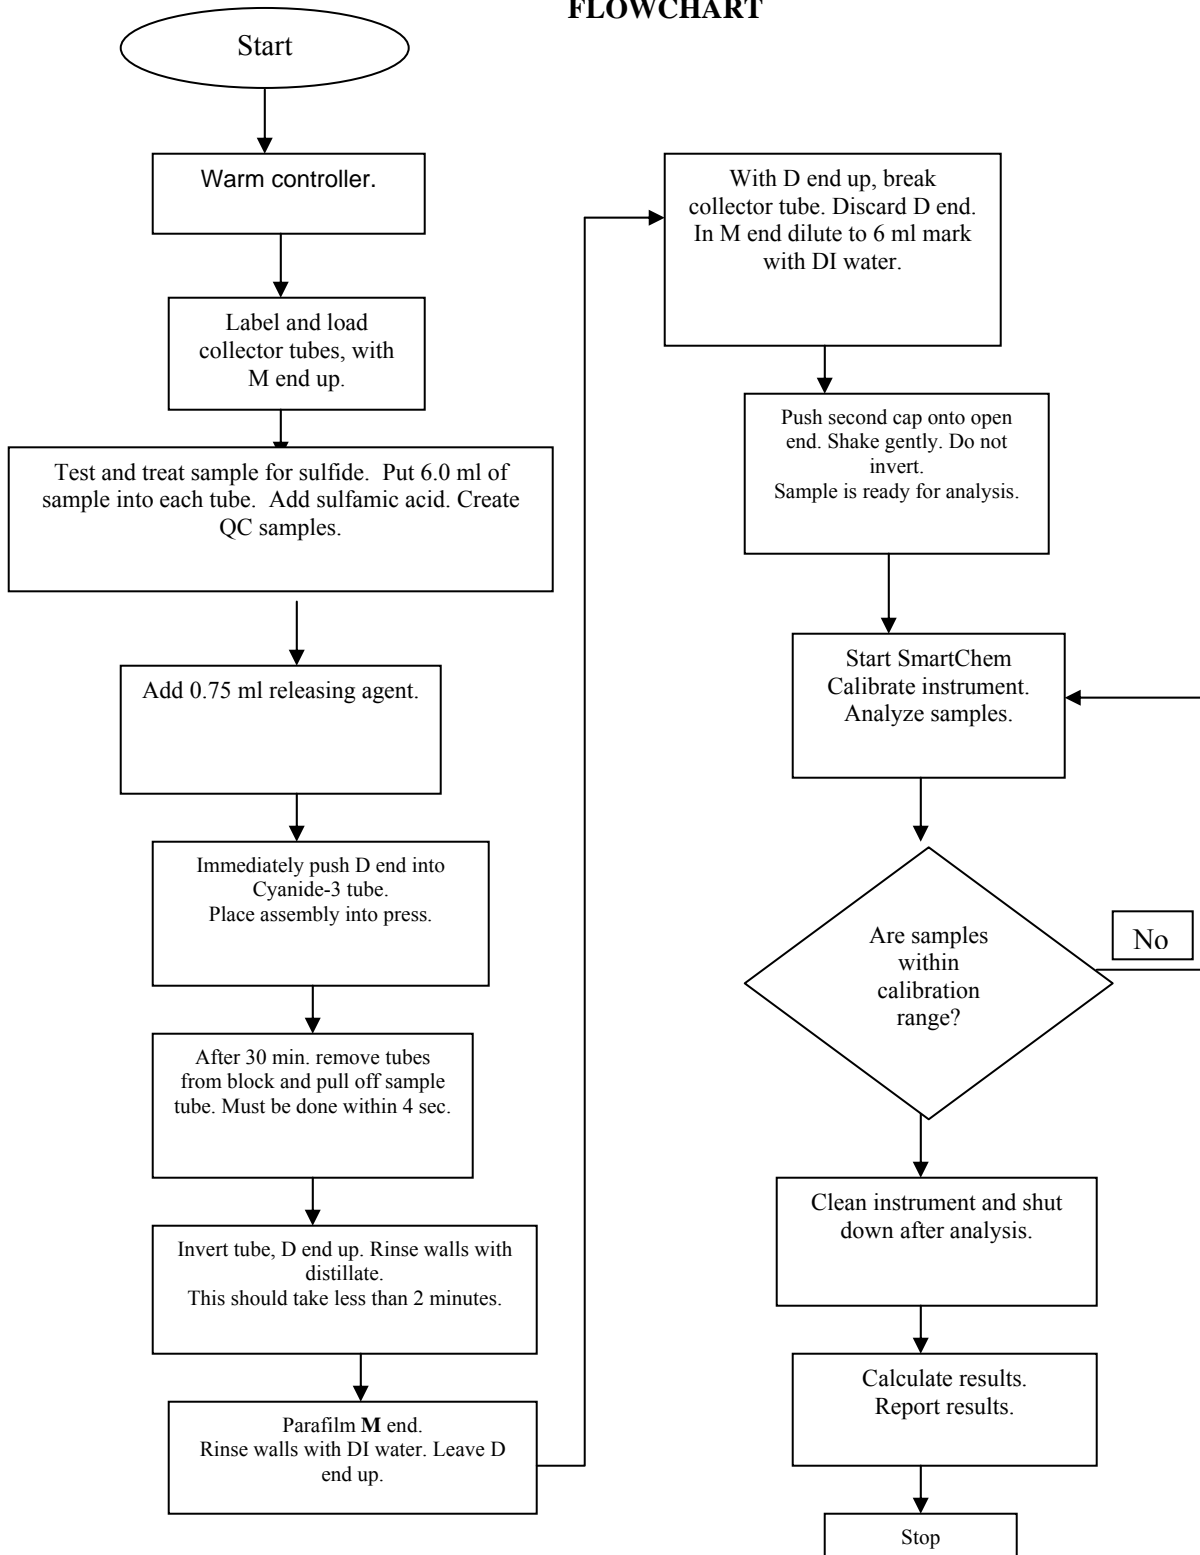 FLOWCHART
Start
Warm controller.
Label and load
collector tubes, with
M end up.
Test and treat sample for sulfide.  Put 6.0 ml of
sample into each tube.  Add sulfamic acid. Create
QC samples.
Add 0.75 ml releasing agent.
Immediately push D end into
Cyanide-3 tube.
Place assembly into press.
After 30 min. remove tubes
from block and pull off sample
tube. Must be done within 4 sec.
Invert tube, D end up. Rinse walls with
distillate.
This should take less than 2 minutes.
Parafilm M end.
Rinse walls with DI water. Leave D
end up.
With D end up, break
collector tube. Discard D end.
In M end dilute to 6 ml mark
with DI water.
Push second cap onto open
end. Shake gently. Do not
invert.
Sample is ready for analysis.
Start SmartChem
Calibrate instrument.
Analyze samples.
Are samples
within
calibration
range?
No
Clean instrument and shut
down after analysis.
Calculate results.
Report results.
Stop